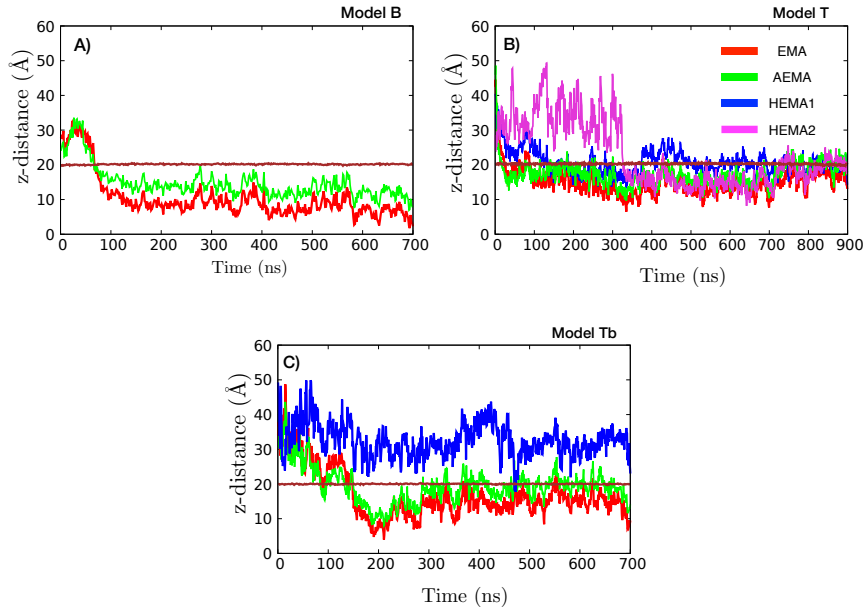 Model B
A)
z-distance (Å)
60
50
40
30
20
10
0
0 100 200 300 400 500 600 700
Time (ns)
Model T
B)
EMA
AEMA
HEMA1
HEMA2
z-distance (Å)
60
50
40
30
20
10
0
0 100 200 300 400 500 600 700 800 900
Time (ns)
Model Tb
C)
z-distance (Å)
60
50
40
30
20
10
0
0 100 200 300 400 500 600 700
Time (ns)